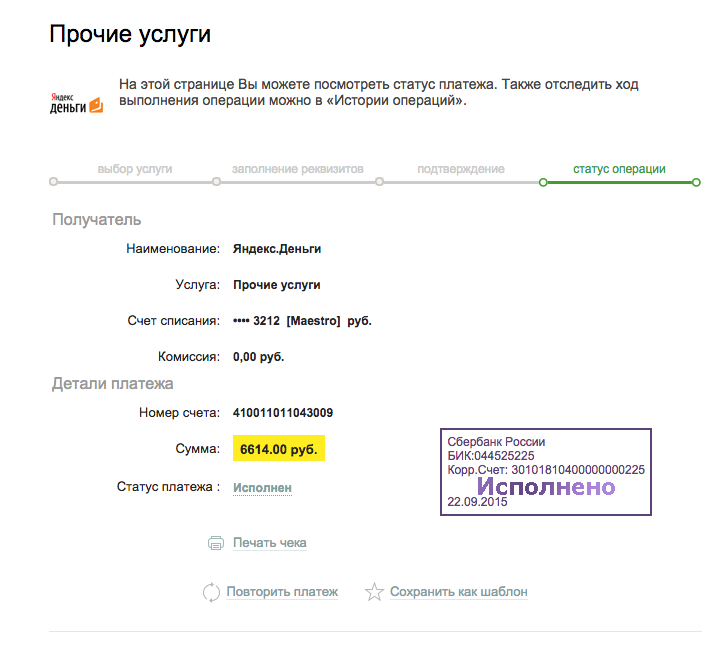 Прочие услуги
Яндекс
деньги
На этой странице Вы можете посмотреть статус платежа. Также отследить ход
выполнения операции можно в «Истории операций».
выбор услуги
заполнение реквизитов
подтверждение
статус операции
Получатель
Наименование: Яндекс.Деньги
Услуга: Прочие услуги
Счет списания: •••• 3212 [Maestro] руб.
Комиссия: 0,00 руб.
Детали платежа
Номер счета: 410011011043009
Сумма: 6614.00 руб.
Статус платежа : Исполнен
Сбербанк России
БИК:044525225
Корр.Счет: 30101810400000000225
Исполнено
22.09.2015
Печать чека
Повторить платеж
Сохранить как шаблон